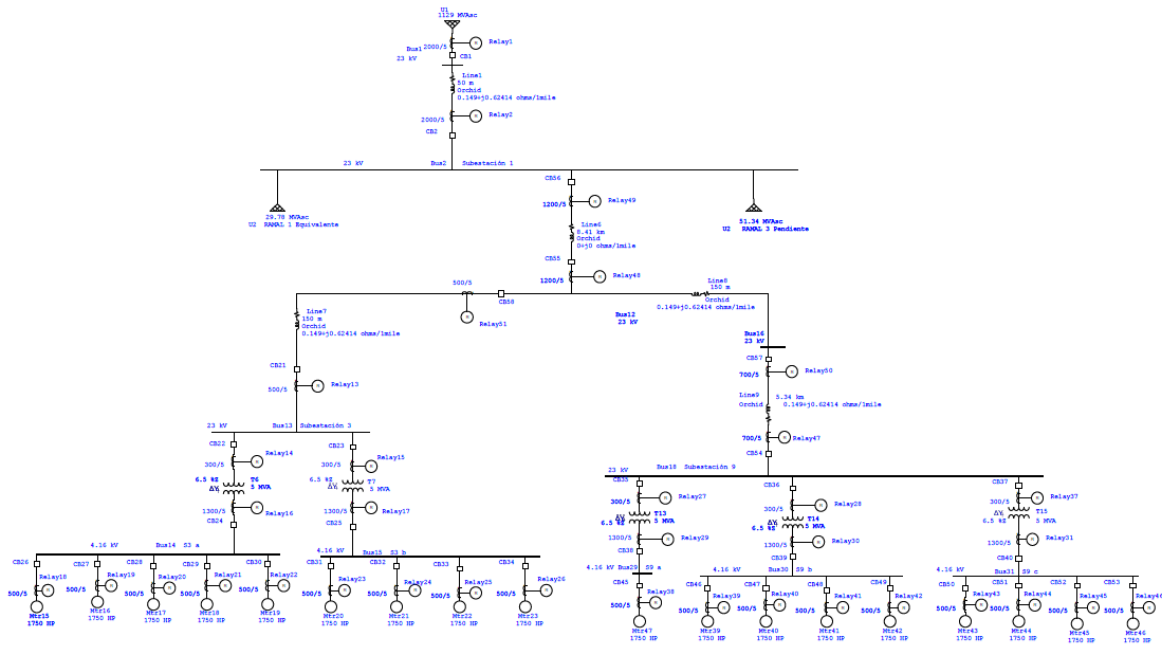 U1
1129 MVAsc
2000/5
Relay1
Bus1
CB1
23 kV
Line1
50 m
Orchid
0.149+j0.62414 ohms/1mile
2000/5
Relay2
CB2
23 kV
Bus2
Subestación 1
CB56
1200/5
Relay49
29.78 MVAsc
U2 RAMAL 1 Equivalente
51.34 MVAsc
U2 RAMAL 3 Pendiente
Line6
8.41 km
Orchid
0+j0 ohms/1mile
CB55
1200/5
Relay48
500/5
CB58
Relay51
Line8
150 m
Orchid
0.149+j0.62414 ohms/1mile
Line7
150 m
Orchid
0.149+j0.62414 ohms/1mile
Bus12
23 kV
Bus16
23 kV
CB57
700/5
Relay50
CB21
500/5
Relay13
Line9
5.34 km
Orchid
0.149+j0.62414 ohms/1mile
700/5
Relay47
CB54
23 kV
Bus13
Subestación 3
CB22
300/5
Relay14
6.5 %Z
T6
5 MVA
ΔY
1300/5
Relay16
CB24
CB23
300/5
Relay15
6.5 %Z
T7
5 MVA
ΔY
1300/5
Relay17
CB25
23 kV
Bus18
Subestación 9
CB35
300/5
Relay27
ΔY
T13
6.5 %Z
5 MVA
1300/5
Relay29
CB38
CB36
300/5
Relay28
ΔY
T14
6.5 %Z
5 MVA
1300/5
Relay30
CB39
CB37
300/5
Relay37
ΔY
T15
6.5 %Z
5 MVA
1300/5
Relay31
CB40
4.16 kV
Bus14
S3 a
CB26
Relay18
500/5
Mtr15
1750 HP
CB27
Relay19
500/5
Mtr16
1750 HP
CB28
Relay20
500/5
Mtr17
1750 HP
CB29
Relay21
500/5
Mtr18
1750 HP
CB30
Relay22
500/5
Mtr19
1750 HP
4.16 kV
Bus15
S3 b
CB31
Relay23
500/5
Mtr20
1750 HP
CB32
Relay24
500/5
Mtr21
1750 HP
CB33
Relay25
500/5
Mtr22
1750 HP
CB34
Relay26
500/5
Mtr23
1750 HP
4.16 kV
Bus29
S9 a
CB45
Relay38
500/5
Mtr47
1750 HP
4.16 kV
Bus30
S9 b
CB46
Relay39
500/5
Mtr39
1750 HP
CB47
Relay40
500/5
Mtr40
1750 HP
CB48
Relay41
500/5
Mtr41
1750 HP
CB49
Relay42
500/5
Mtr42
1750 HP
4.16 kV
Bus31
S9 c
CB50
Relay43
500/5
Mtr43
1750 HP
CB51
Relay44
500/5
Mtr44
1750 HP
CB52
Relay45
500/5
Mtr45
1750 HP
CB53
Relay46
500/5
Mtr46
1750 HP